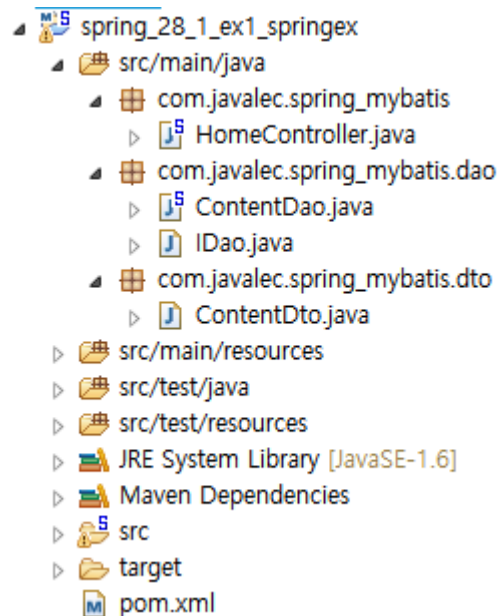 spring_28_1_ex1_springex
src/main/java
com.javalec.spring_mybatis
HomeController.java
com.javalec.spring_mybatis.dao
ContentDao.java
IDao.java
com.javalec.spring_mybatis.dto
ContentDto.java
src/main/resources
src/test/java
src/test/resources
JRE System Library [JavaSE-1.6]
Maven Dependencies
src
target
pom.xml